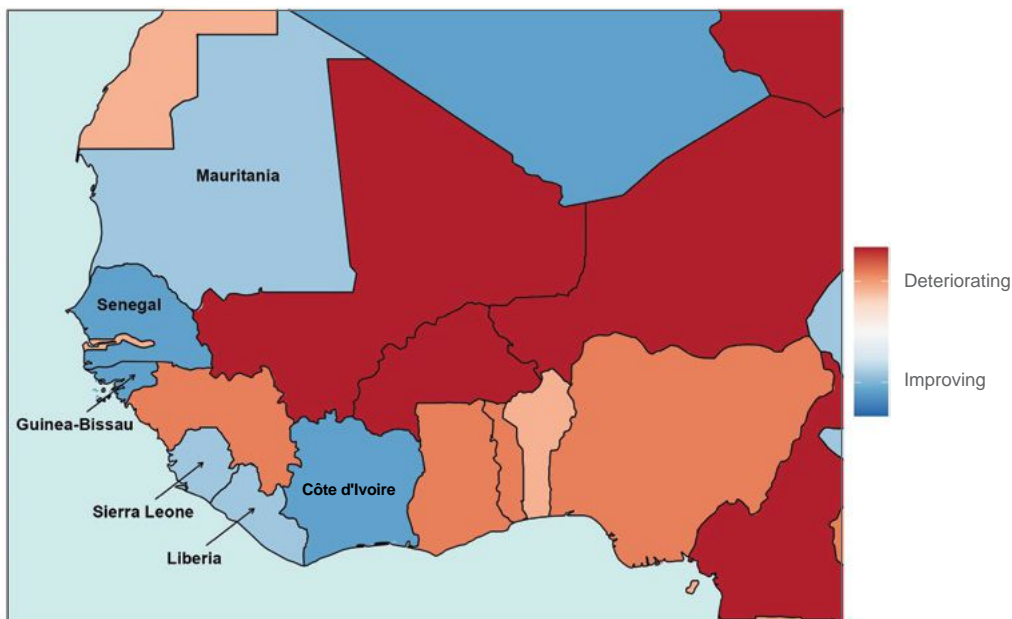 Mauritania
Senegal
Guinea-Bissau
Sierra Leone
Liberia
Côte d'Ivoire
Deteriorating
Improving